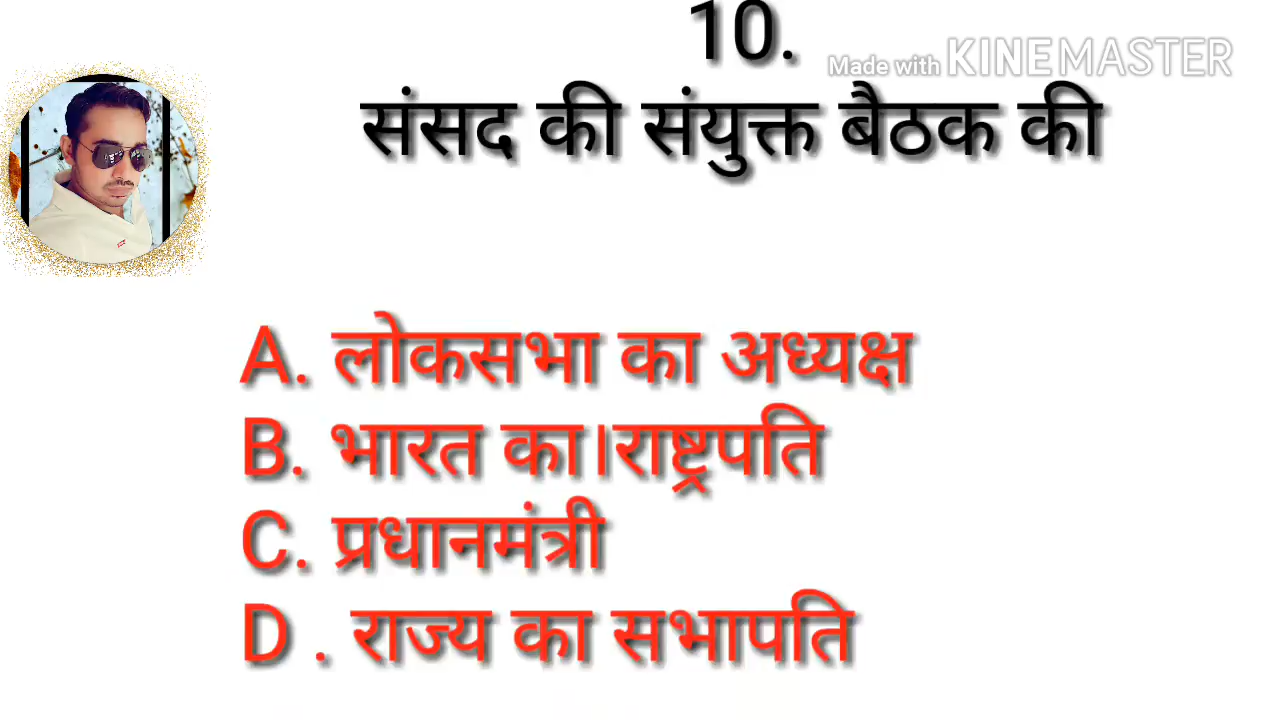 10.
Made with KINEMASTER
संसद की संयुक्त बैठक की
A. लोकसभा का अध्यक्ष
B. भारत का।राष्ट्रपति
C. प्रधानमंत्री
D . राज्य का सभापति